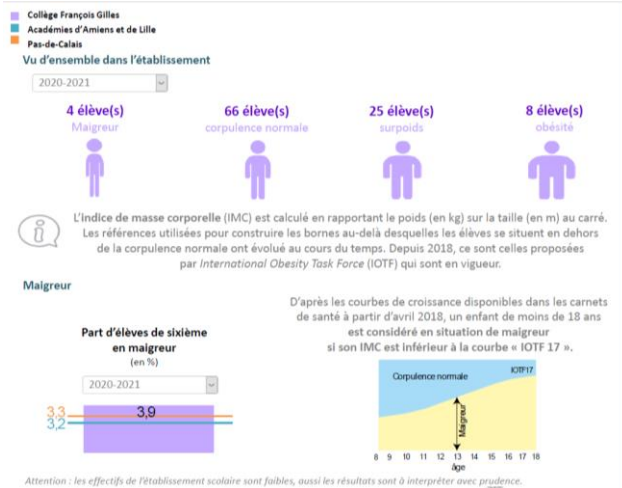 Collège François Gilles
Académies d'Amiens et de Lille
Pas-de-Calais
Vu d'ensemble dans l'établissement
2020-2021
4 élève(s)
Maigreur
66 élève(s)
corpulence normale
25 élève(s)
surpoids
8 élève(s)
obésité
L'indice de masse corporelle (IMC) est calculé en rapportant le poids (en kg) sur la taille (en m) au carré.
Les références utilisées pour construire les bornes au-delà desquelles les élèves se situent en dehors
de la corpulence normale ont évolué au cours du temps. Depuis 2018, ce sont celles proposées
par International Obesity Task Force (IOTF) qui sont en vigueur.
Maigreur
Part d'élèves de sixième
en maigreur
(en %)
2020-2021
3,3
3,2
3,9
D'après les courbes de croissance disponibles dans les carnets
de santé à partir d'avril 2018, un enfant de moins de 18 ans
est considéré en situation de maigreur
si son IMC est inférieur à la courbe « IOTF 17 ».
IOTF17
Corpulence normale
Maigreur
8 9 10 11 12 13 14 15 16 17 18
âge
Attention : les effectifs de l'établissement scolaire sont faibles, aussi les résultats sont à interpréter avec prudence.